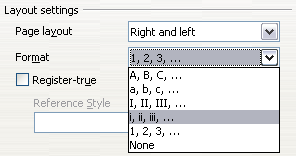 Layout settings
Page layout Right and left
Format 1, 2, 3, ...
A, B, C, ...
Register-true a, b, c, ...
Reference Style I, II, III, ...
i, ii, iii, ...
1, 2, 3, ...
None